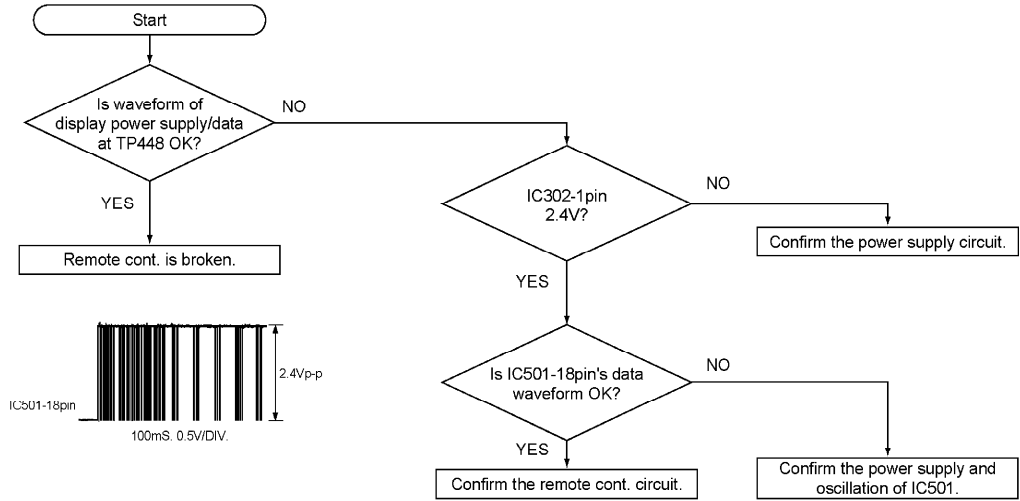 Start
Is waveform of
display power supply/data
at TP448 OK?
NO
YES
Remote cont. is broken.
IC302-1pin
2.4V?
NO
Confirm the power supply circuit.
YES
Is IC501-18pin's data
waveform OK?
NO
YES
Confirm the remote cont. circuit.
Confirm the power supply and
oscillation of IC501.
IC501-18pin
2.4Vp-p
100mS. 0.5V/DIV.